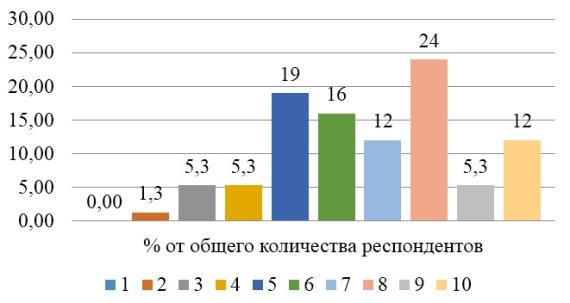 30,00
25,00
20,00
15,00
10,00
5,00
0,00
0,00 1,3 5,3 5,3 19 16 12 24 5,3 12
% от общего количества респондентов
1 2 3 4 5 6 7 8 9 10